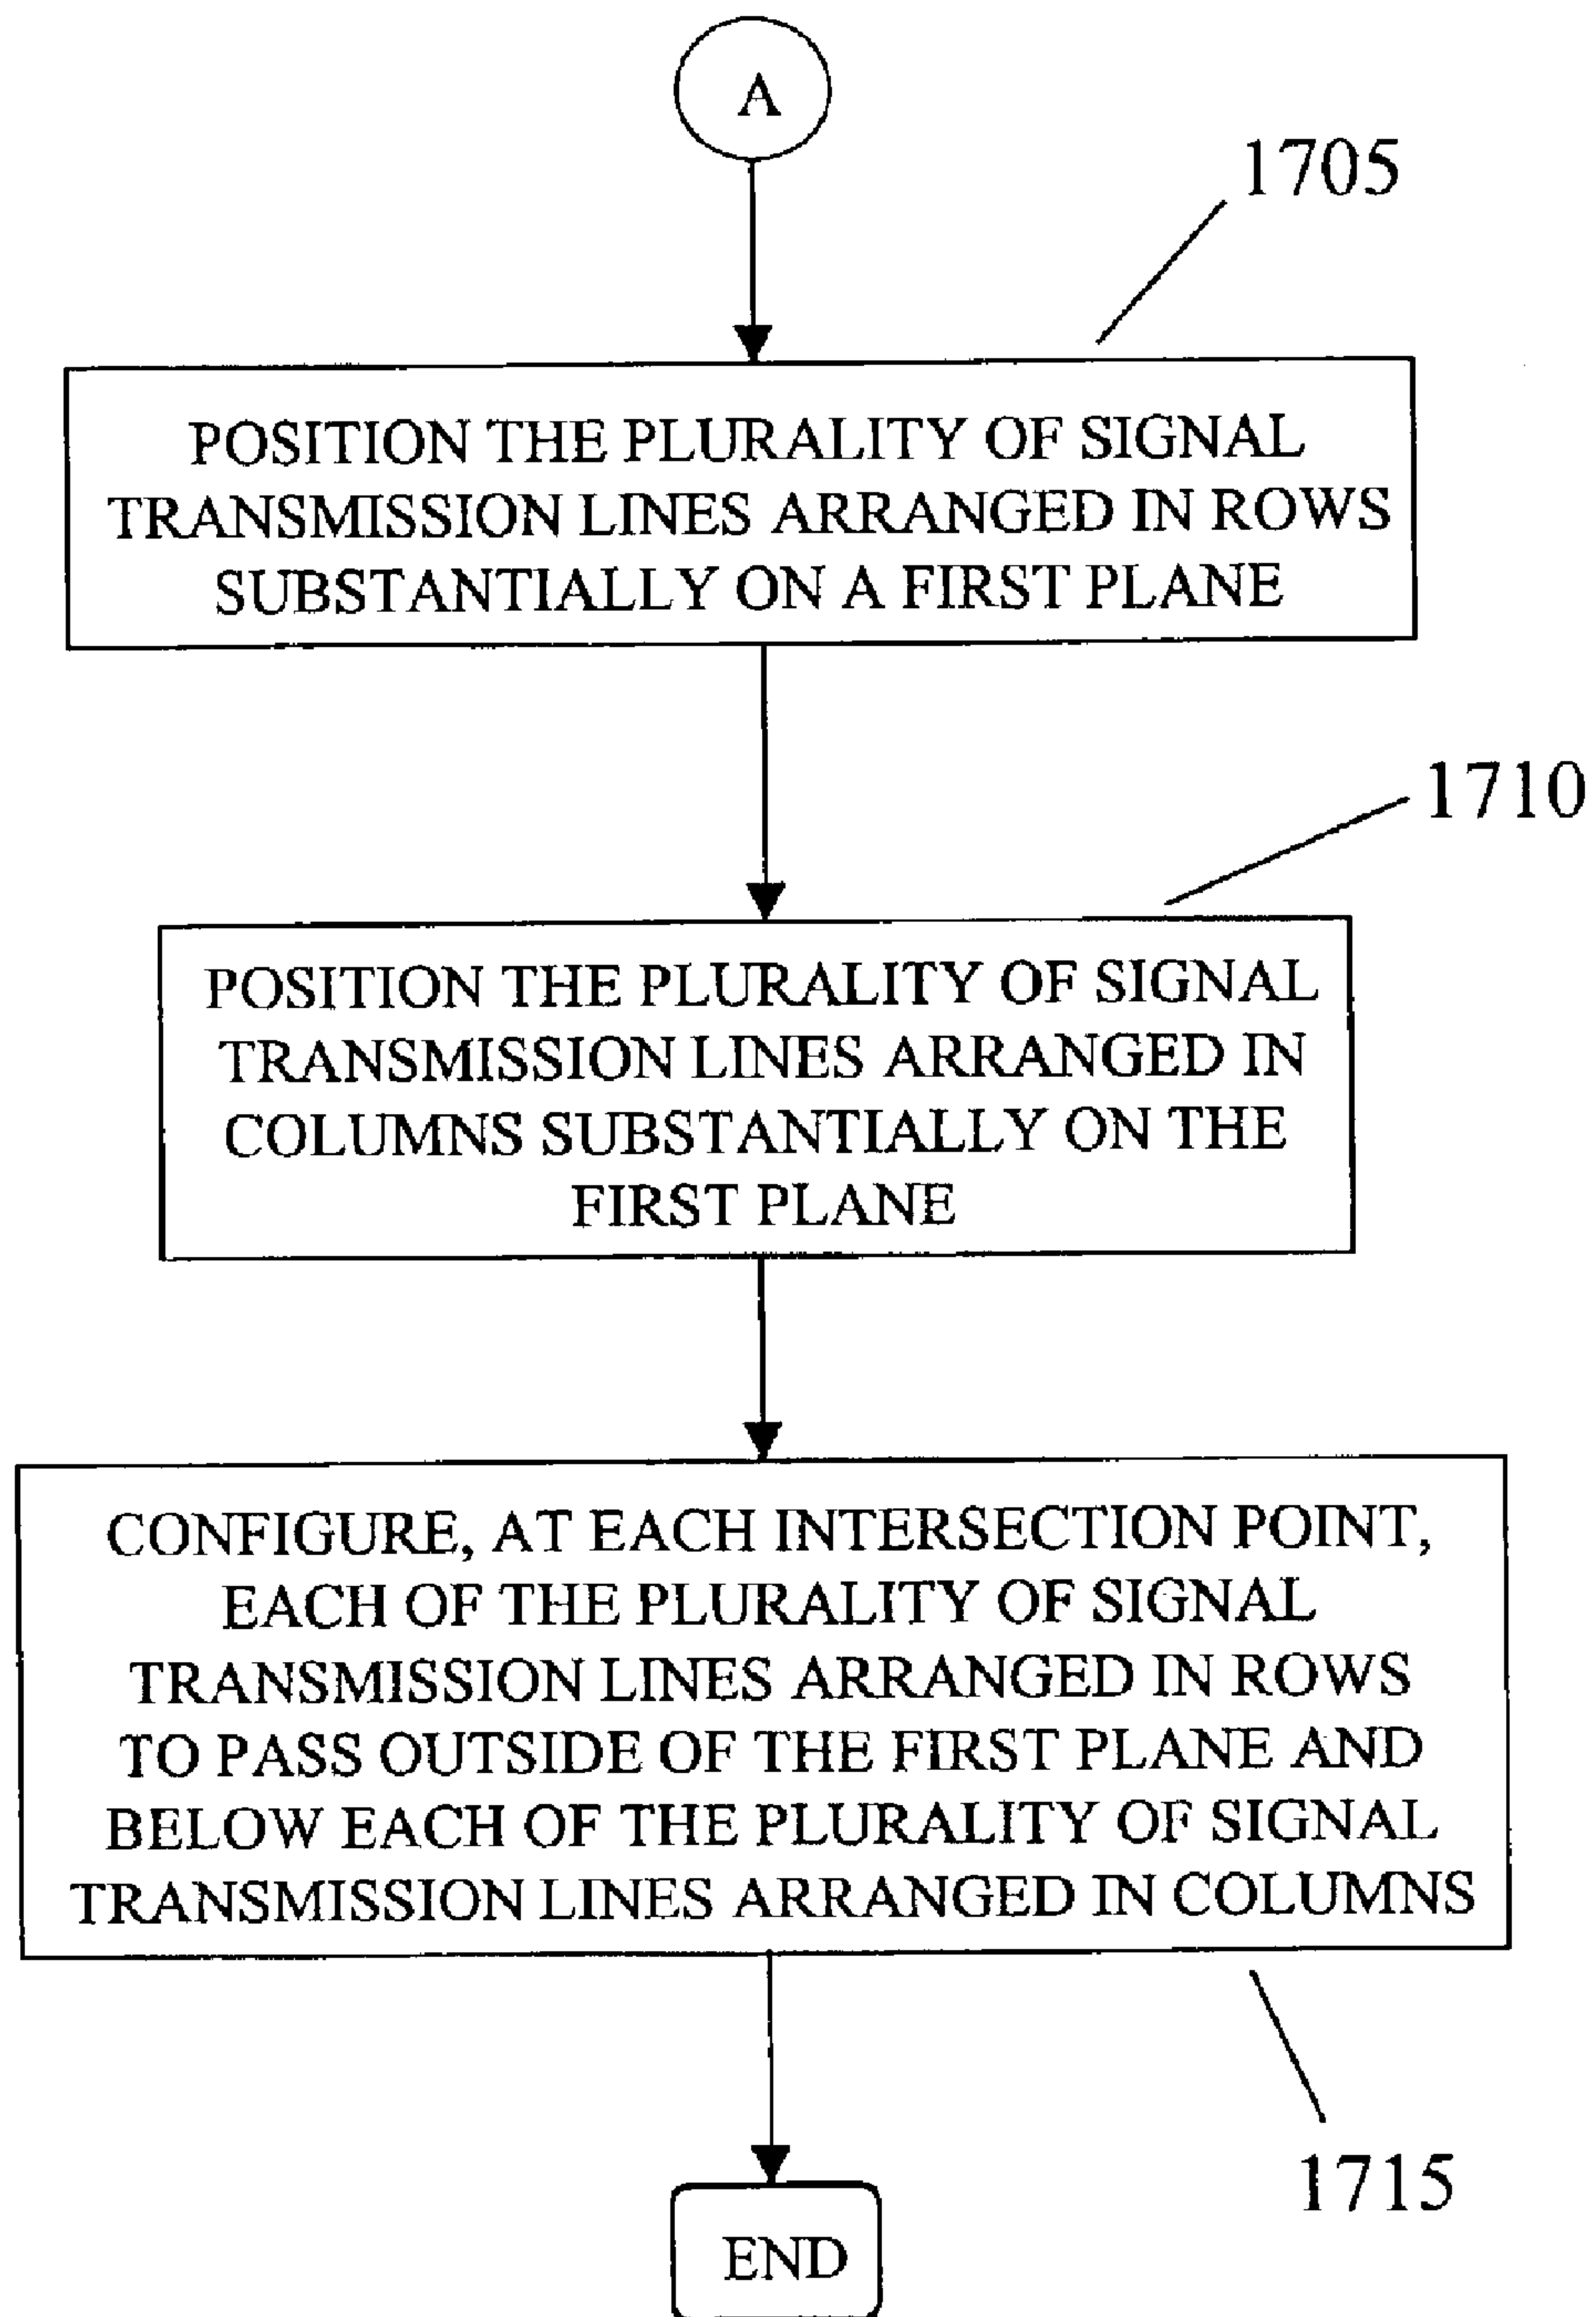 A
1705
POSITION THE PLURALITY OF SIGNAL
TRANSMISSION LINES ARRANGED IN ROWS
SUBSTANTIALLY ON A FIRST PLANE
1710
POSITION THE PLURALITY OF SIGNAL
TRANSMISSION LINES ARRANGED IN
COLUMNS SUBSTANTIALLY ON THE
FIRST PLANE
CONFIGURE, AT EACH INTERSECTION POINT,
EACH OF THE PLURALITY OF SIGNAL
TRANSMISSION LINES ARRANGED IN ROWS
TO PASS OUTSIDE OF THE FIRST PLANE AND
BELOW EACH OF THE PLURALITY OF SIGNAL
TRANSMISSION LINES ARRANGED IN COLUMNS
1715
END